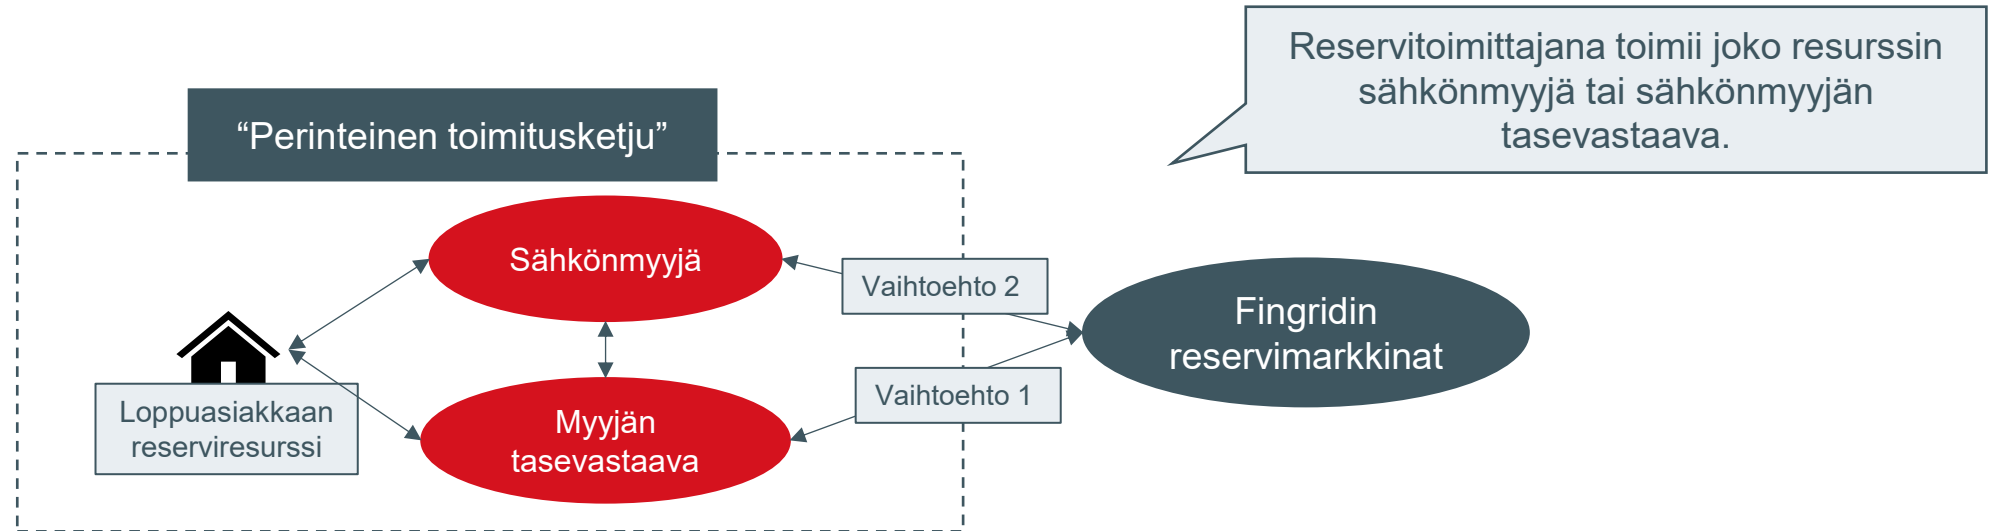 Reservitoimittajana toimii joko resurssin
sähkönmyyjä tai sähkönmyyjän
tasevastaava.
“Perinteinen toimitusketju”
Sähkönmyyjä
Vaihtoehto 2
Fingridin
reservimarkkinat
Vaihtoehto 1
Loppuasiakkaan
reserviresurssi
Myyjän
tasevastaava